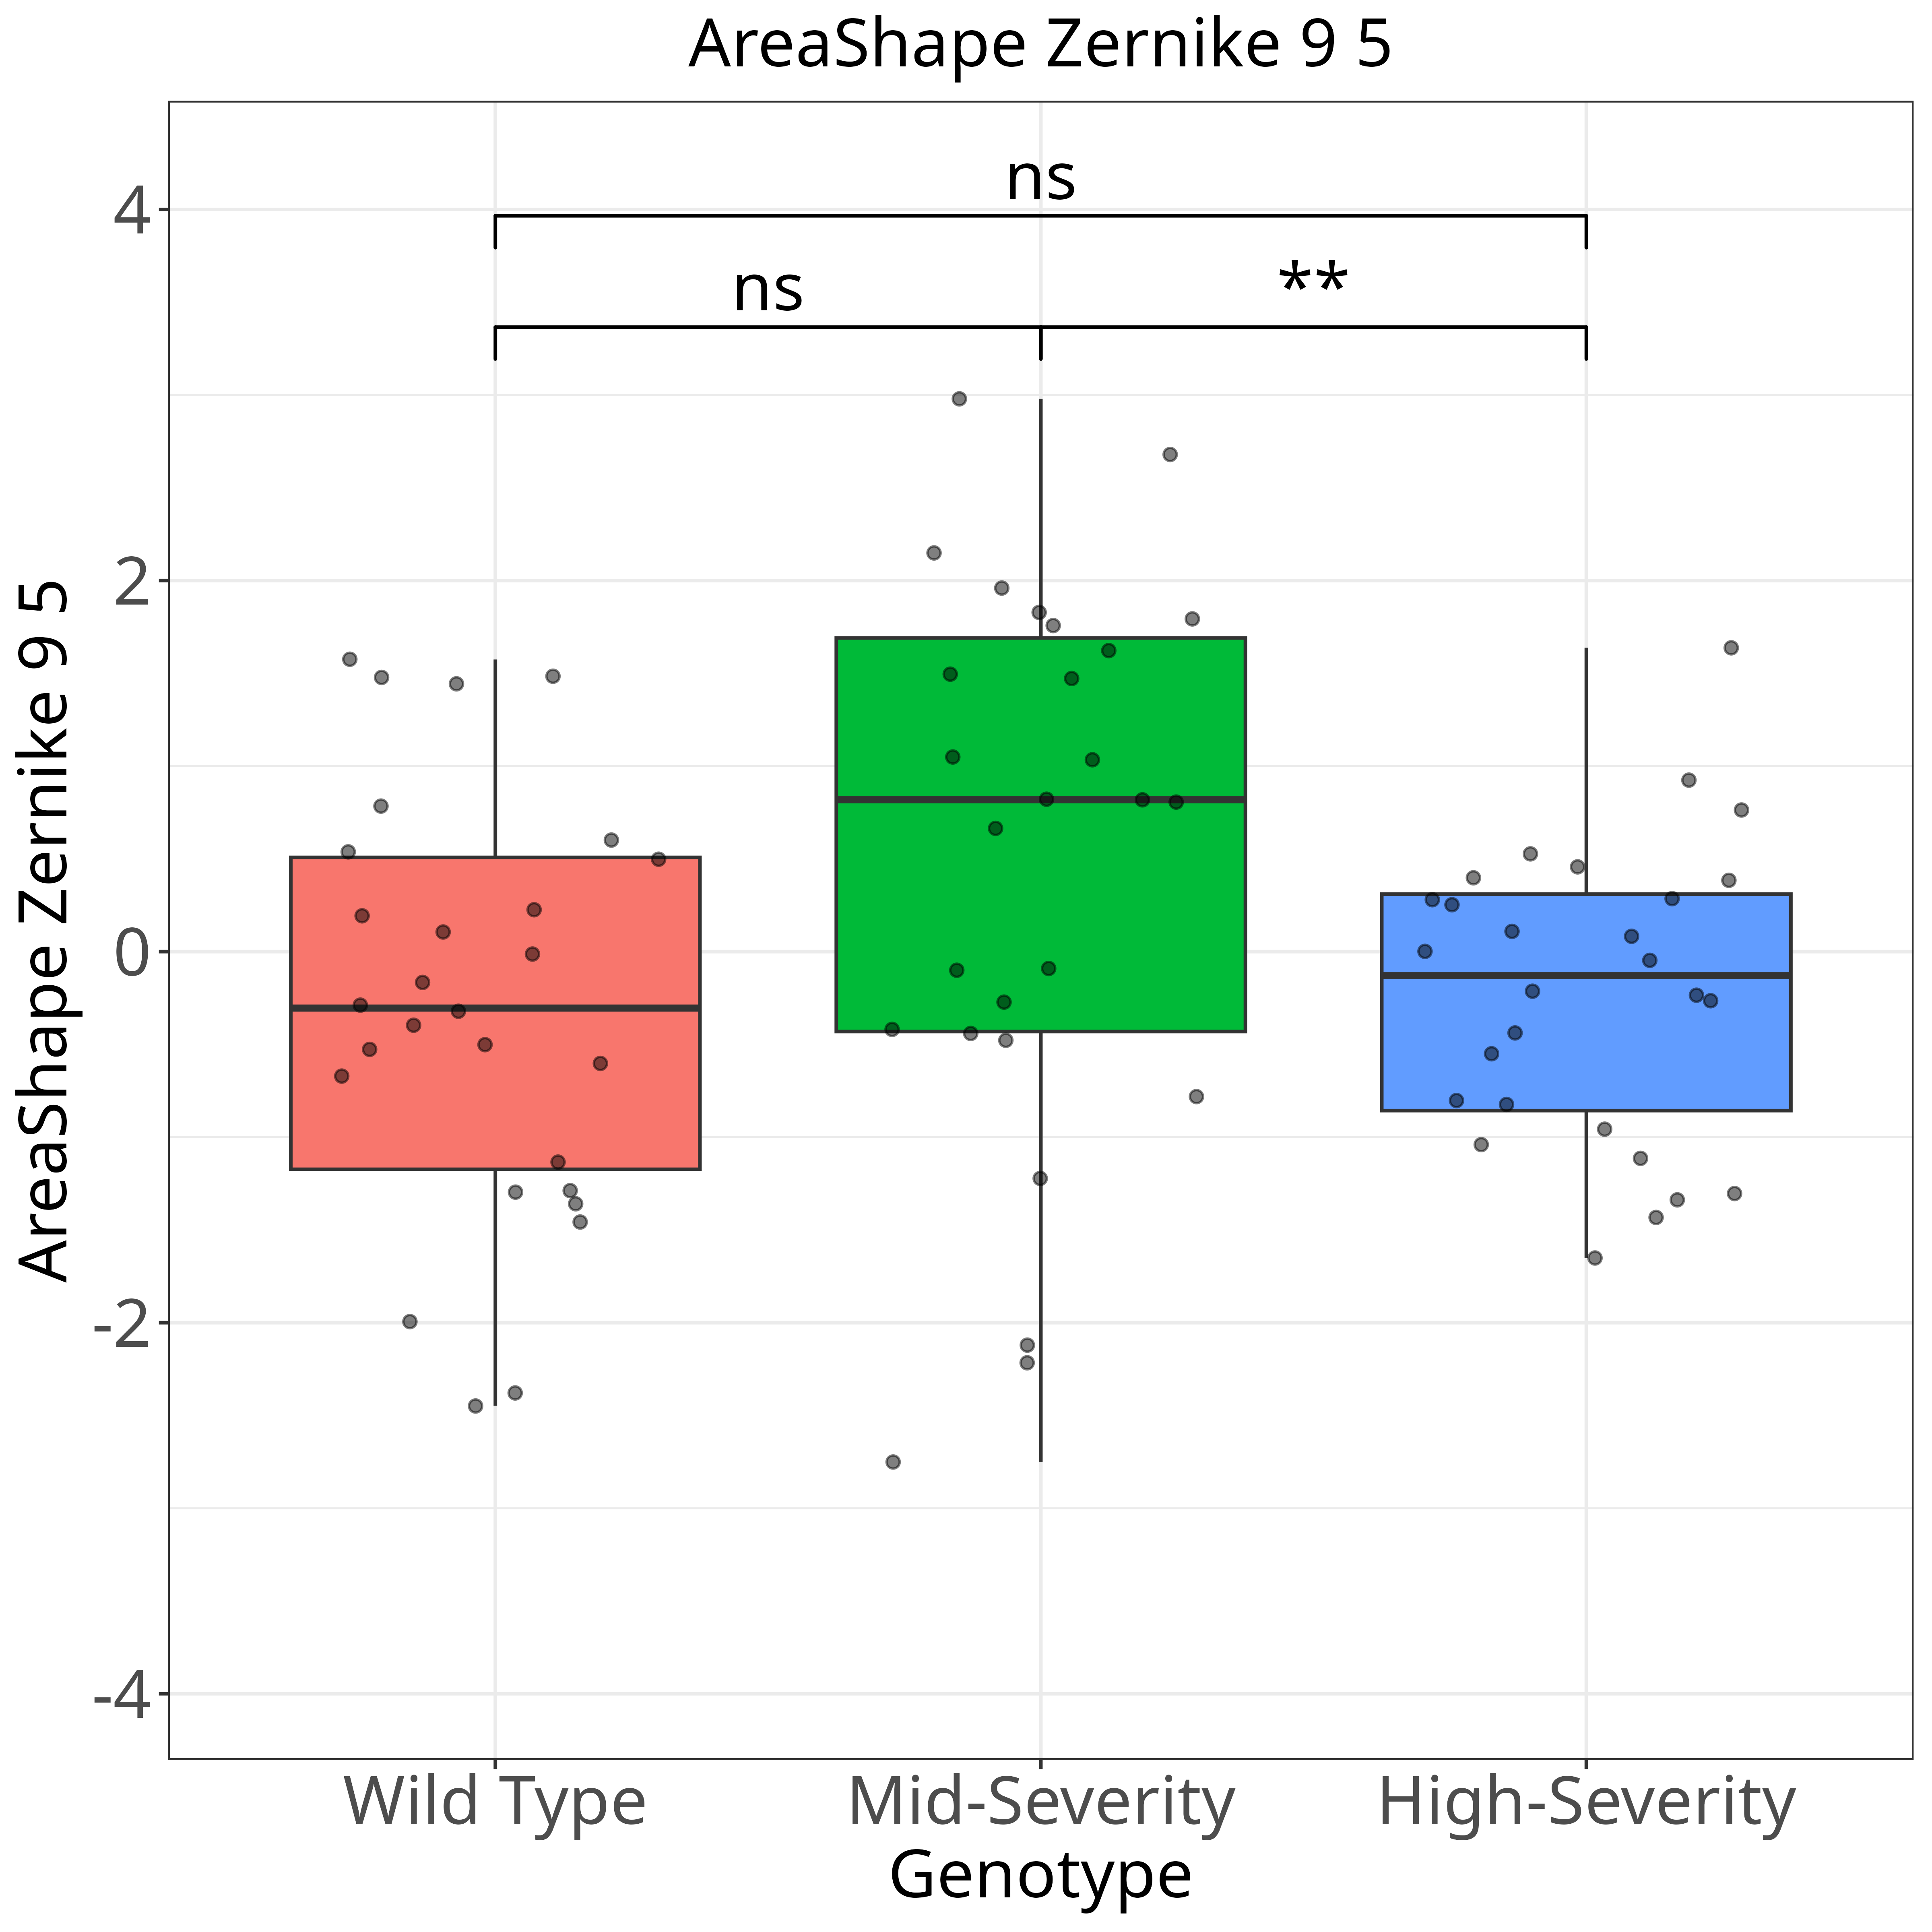 AreaShape Zernike 9 5
ns
ns
**
AreaShape Zernike 9 5
4
2
0
-2
-4
Wild Type
Mid-Severity
High-Severity
Genotype